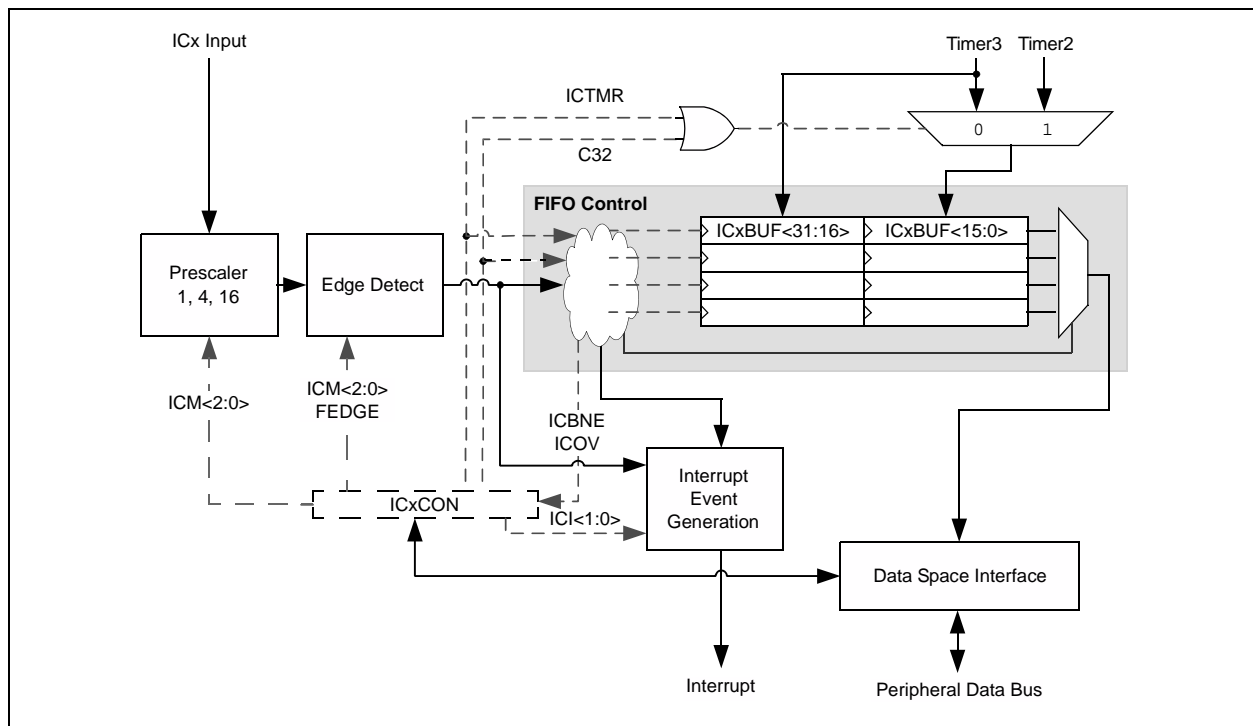 ICx Input
Timer3 Timer2
ICTMR
0 1
C32
FIFO Control
ICxBUF<31:16> ICxBUF<15:0>
Prescaler
1, 4, 16
Edge Detect
ICM<2:0>
ICM<2:0>
FEDGE
ICBNE
ICOV
Interrupt
Event
Generation
ICxCON
ICI<1:0>
Data Space Interface
Interrupt
Peripheral Data Bus